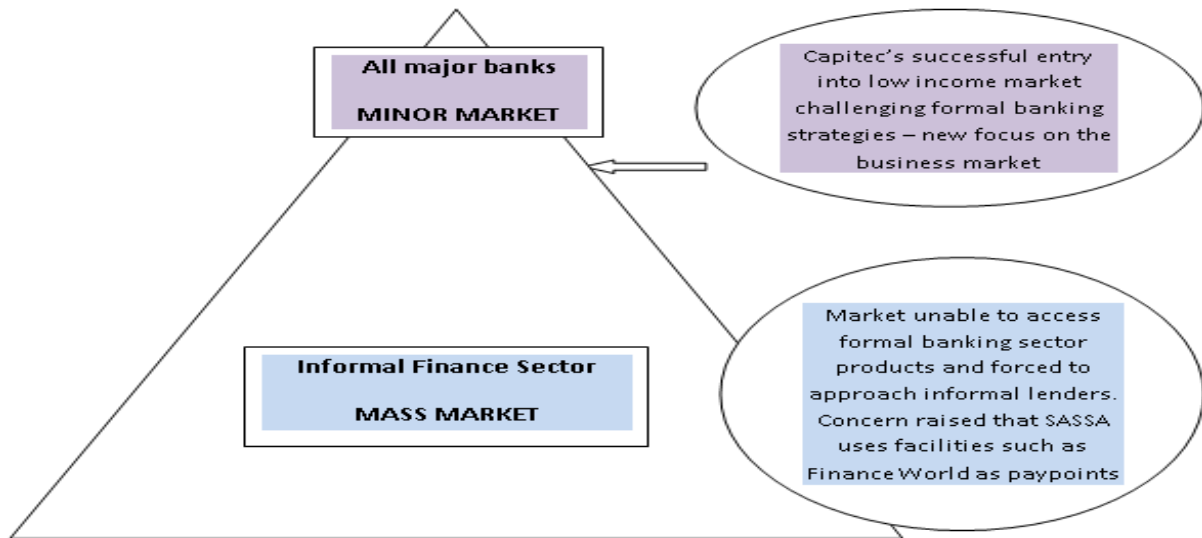 All major banks
MINOR MARKET
Capitec’s successful entry
into low income market
challenging formal banking
strategies – new focus on the
business market
Informal Finance Sector
MASS MARKET
Market unable to access
formal banking sector
products and forced to
approach informal lenders.
Concern raised that SASSA
uses facilities such as
Finance World as paypoints